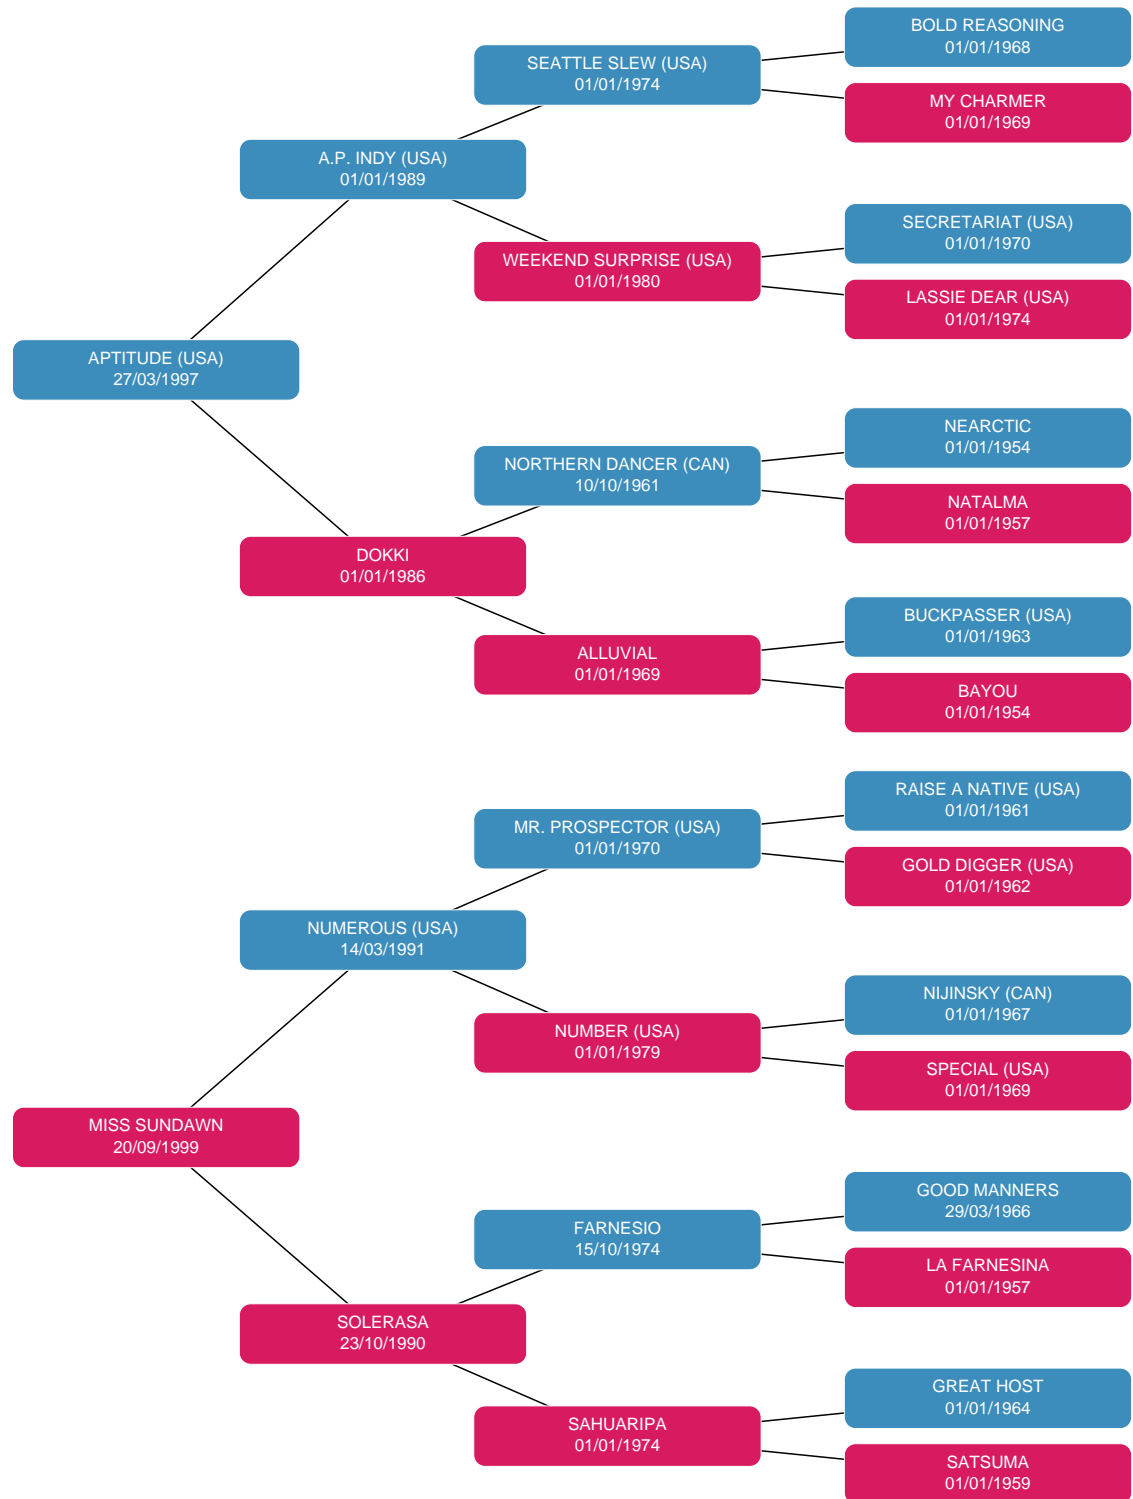 BOLD REASONING
01/01/1968
SEATTLE SLEW (USA)
01/01/1974
MY CHARMER
01/01/1969
A.P. INDY (USA)
01/01/1989
SECRETARIAT (USA)
01/01/1970
WEEKEND SURPRISE (USA)
01/01/1980
LASSIE DEAR (USA)
01/01/1974
APTITUDE (USA)
27/03/1997
NEARCTIC
01/01/1954
NORTHERN DANCER (CAN)
10/10/1961
NATALMA
01/01/1957
DOKKI
01/01/1986
BUCKPASSER (USA)
01/01/1963
ALLUVIAL
01/01/1969
BAYOU
01/01/1954
RAISE A NATIVE (USA)
01/01/1961
MR. PROSPECTOR (USA)
01/01/1970
GOLD DIGGER (USA)
01/01/1962
NUMEROUS (USA)
14/03/1991
NIJINSKY (CAN)
01/01/1967
NUMBER (USA)
01/01/1979
SPECIAL (USA)
01/01/1969
MISS SUNDAWN
20/09/1999
GOOD MANNERS
29/03/1966
FARNESIO
15/10/1974
LA FARNESINA
01/01/1957
SOLERASA
23/10/1990
GREAT HOST
01/01/1964
SAHUARIPA
01/01/1974
SATSUMA
01/01/1959